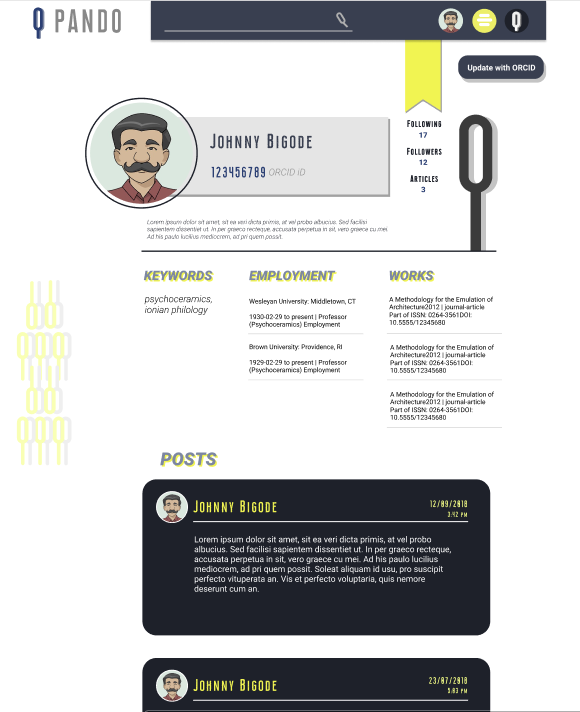 PANDO
Update with ORCID
Following
17
Followers
12
Articles
3
Johnny Bigode
123456789 ORCID ID
Lorem ipsum dolor sit amet, sit ea veri dicta primis, at vel probo albucius. Sed facilisi
sapientem dissentiet ut. In per graeco recteque, accusata perpetua in sit, vero graece cu mei.
Ad his paulo lucilius mediocrem, ad pri quem possit.
KEYWORDS
psychoceramics,
ionian philology
EMPLOYMENT
Wesleyan University: Middletown, CT
1930-02-29 to present | Professor
(Psychoceramics) Employment
Brown University: Providence, RI
1929-02-29 to present | Professor
(Psychoceramics) Employment
WORKS
A Methodology for the Emulation of
Architecture2012 | journal-article
Part of ISSN: 0264-3561DOI:
10.5555/12345680
A Methodology for the Emulation of
Architecture2012 | journal-article
Part of ISSN: 0264-3561DOI:
10.5555/12345680
A Methodology for the Emulation of
Architecture2012 | journal-article
Part of ISSN: 0264-3561DOI:
10.5555/12345680
POSTS
Johnny Bigode
12/09/2018
3:42 PM
Lorem ipsum dolor sit amet, sit ea veri dicta primis, at vel probo
albucius. Sed facilisi sapientem dissentiet ut. In per graeco recteque,
accusata perpetua in sit, vero graece cu mei. Ad his paulo lucilius
mediocrem, ad pri quem possit. Soleat aliquam id usu, pro suscipit
perfecto vituperata an. Vis et perfecto voluptaria, quis nemore
deserunt cum an.
Johnny Bigode
23/07/2018
5:03 PM